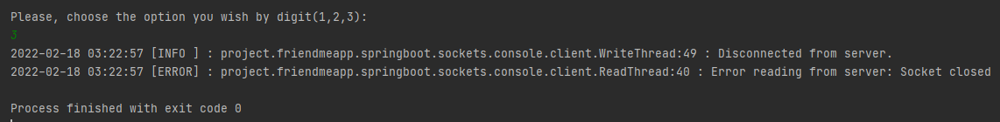 Please, choose the option you wish by digit(1,2,3):
3
2022-02-18 03:22:57 [INFO ] : project.friendmeapp.springboot.sockets.console.client.WriteThread:49 : Disconnected from server.
2022-02-18 03:22:57 [ERROR] : project.friendmeapp.springboot.sockets.console.client.ReadThread:40 : Error reading from server: Socket closed
Process finished with exit code 0